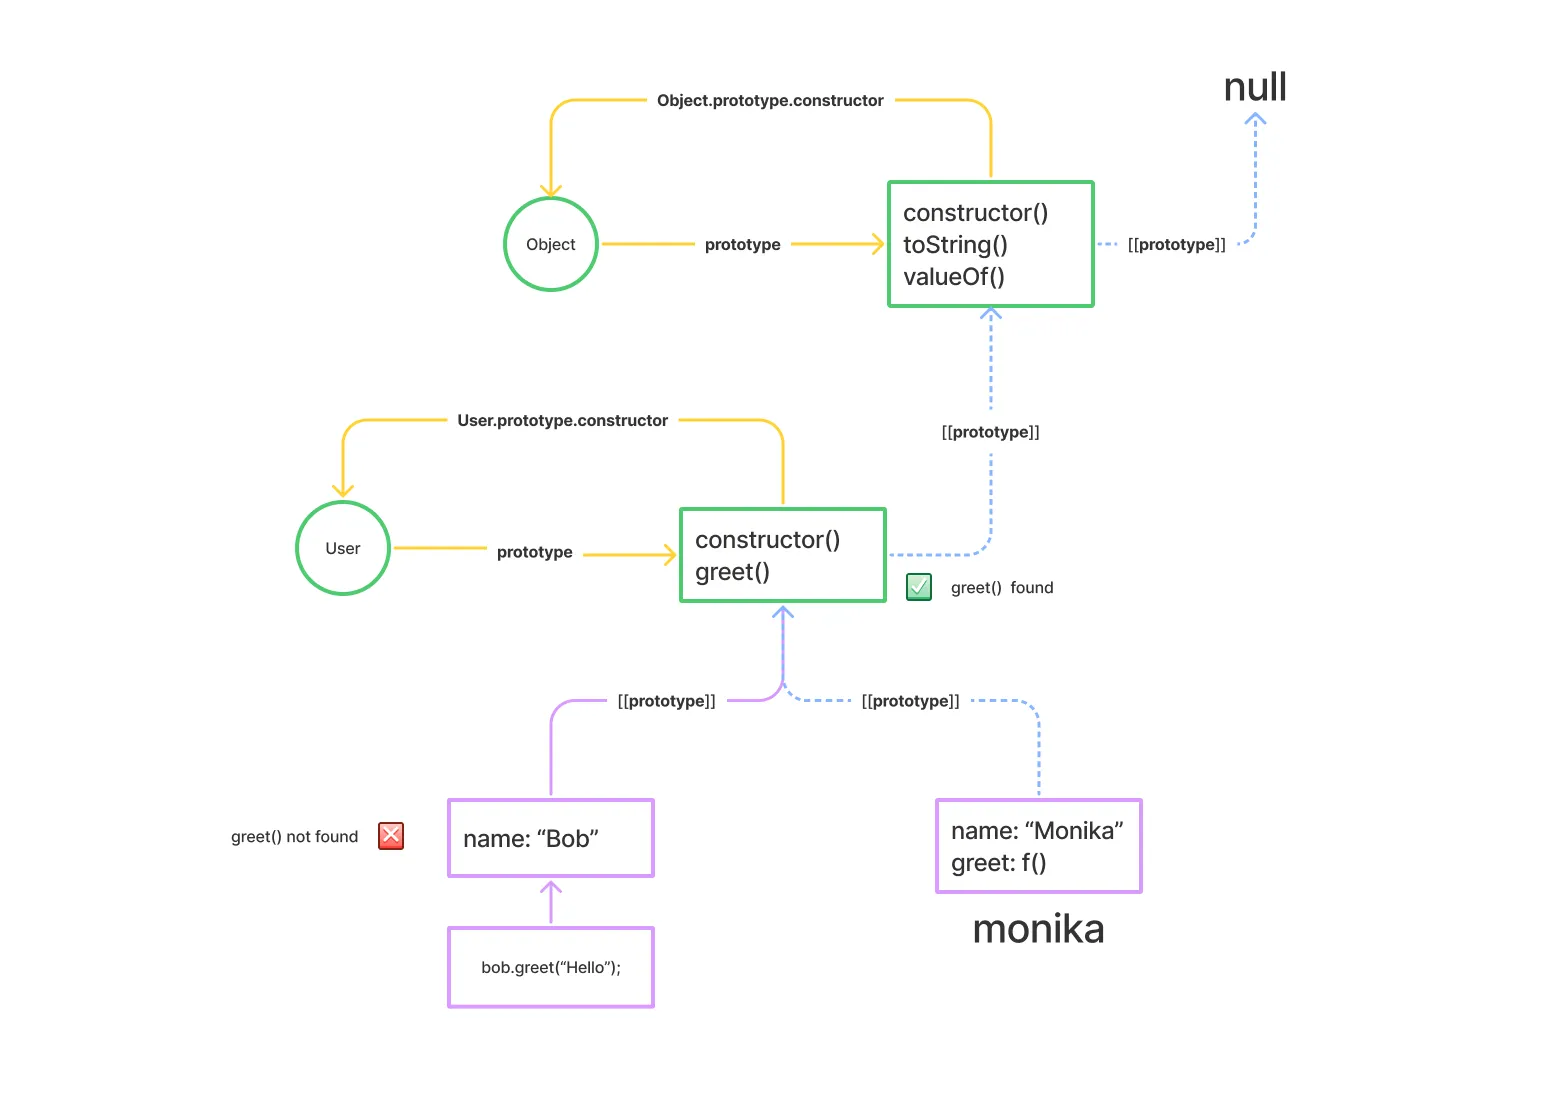 null
Object.prototype.constructor
Object
prototype
constructor()
toString()
valueOf()
[[prototype]]
[[prototype]]
User.prototype.constructor
User
prototype
constructor()
greet()
greet()  found
[[prototype]]
[[prototype]]
greet() not found
name: “Bob”
name: “Monika”
greet: f()
monika
bob.greet(“Hello”);